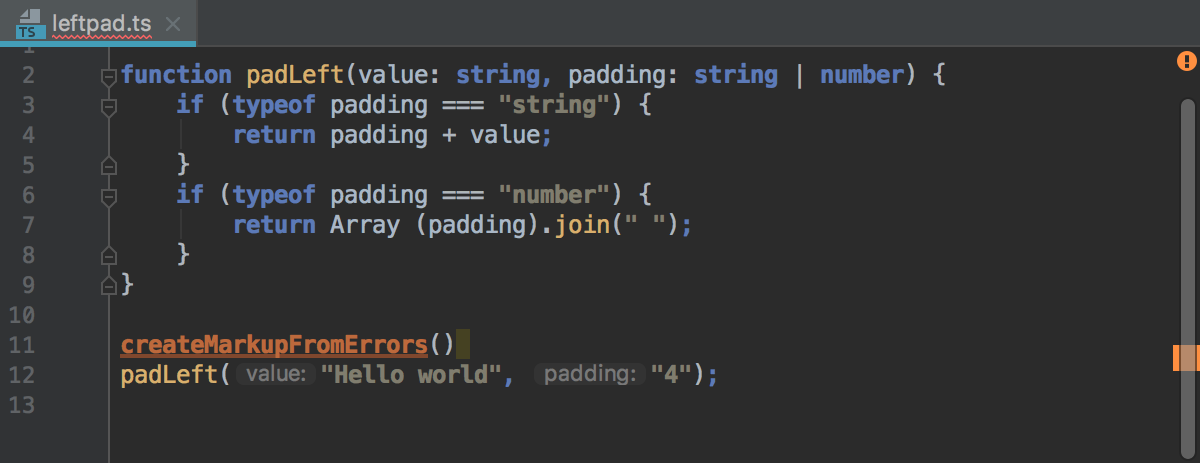 TS leftpad.ts ×
1
2 function padLeft(value: string, padding: string | number) {
3 if (typeof padding === "string") {
4 return padding + value;
5 }
6 if (typeof padding === "number") {
7 return Array (padding).join(" ");
8 }
9 }
10
11 createMarkupFromErrors()
12 padLeft( value: "Hello world", padding: "4");
13